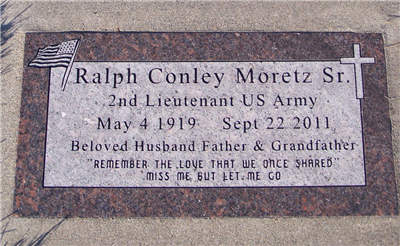 Ralph Conley Moretz Sr.
2nd Lieutenant US Army
May 4 1919 Sept 22 2011
Beloved Husband Father & Grandfather
"REMEMBER THE LOVE THAT WE ONCE SHARED"
MISS ME BUT LET ME GO